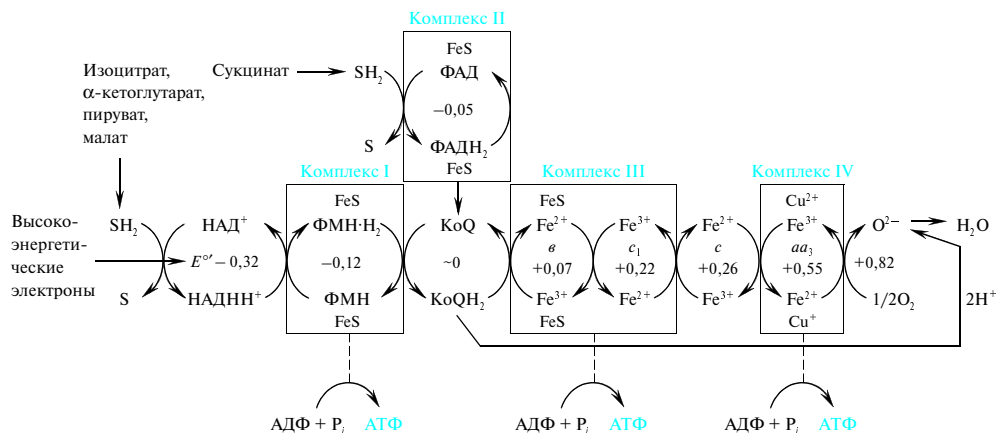 Комплекс II
FeS
ФАД
−0,05
ФАДH₂
FeS
Изоцитрат,
α-кетоглутарат,
пируват,
малат
Сукцинат
SH₂
S
Комплекс I
Комплекс III
Комплекс IV
Высоко-
энергети-
ческие
электроны
SH₂
S
НАД⁺
E°′ − 0,32
НАДНН⁺
FeS
ФМН·H₂
−0,12
ФМН
FeS
KoQ
~0
KoQH₂
FeS
Fe²⁺
в
+0,07
Fe³⁺
FeS
Fe³⁺
c₁
+0,22
Fe²⁺
Fe²⁺
c
+0,26
Fe³⁺
Cu²⁺
Fe³⁺
aa₃
+0,55
Fe²⁺
Cu⁺
O²⁻
+0,82
1/2O₂
H₂O
2H⁺
АДФ + Pᵢ АТФ
АДФ + Pᵢ АТФ
АДФ + Pᵢ АТФ